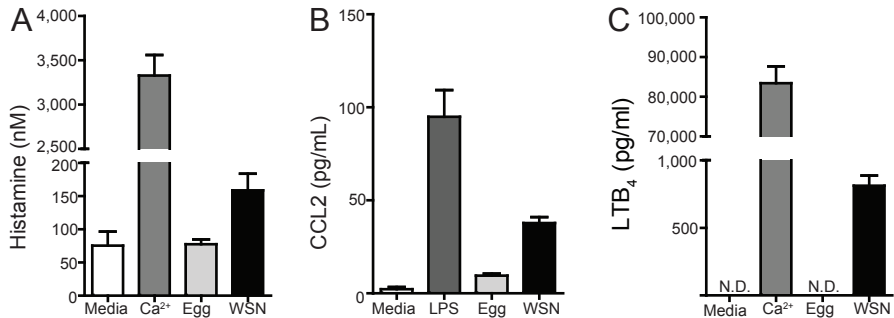 A
Histamine (nM)
4,000
3,500
3,000
2,500
200
150
100
50
0
Media Ca²⁺ Egg WSN
B
CCL2 (pg/mL)
150
100
50
0
Media LPS Egg WSN
C
LTB₄ (pg/ml)
100,000
90,000
80,000
70,000
1,000
500
N.D. N.D.
Media Ca²⁺ Egg WSN